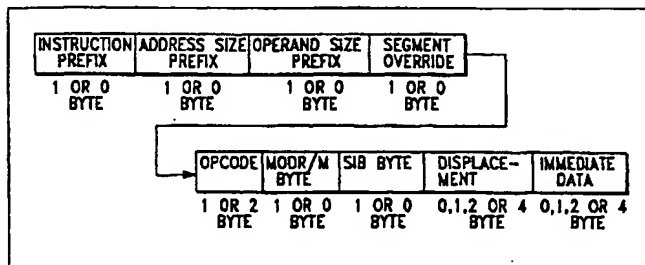 INSTRUCTION PREFIX ADDRESS SIZE PREFIX OPERAND SIZE PREFIX SEGMENT OVERRIDE
1 OR 0 BYTE 1 OR 0 BYTE 1 OR 0 BYTE 1 OR 0 BYTE
OPCODE MODR/M BYTE SIB BYTE DISPLACE-MENT IMMEDIATE DATA
1 OR 2 BYTE 1 OR 0 BYTE 1 OR 0 BYTE 0,1,2 OR 4 BYTE 0,1,2 OR 4 BYTE